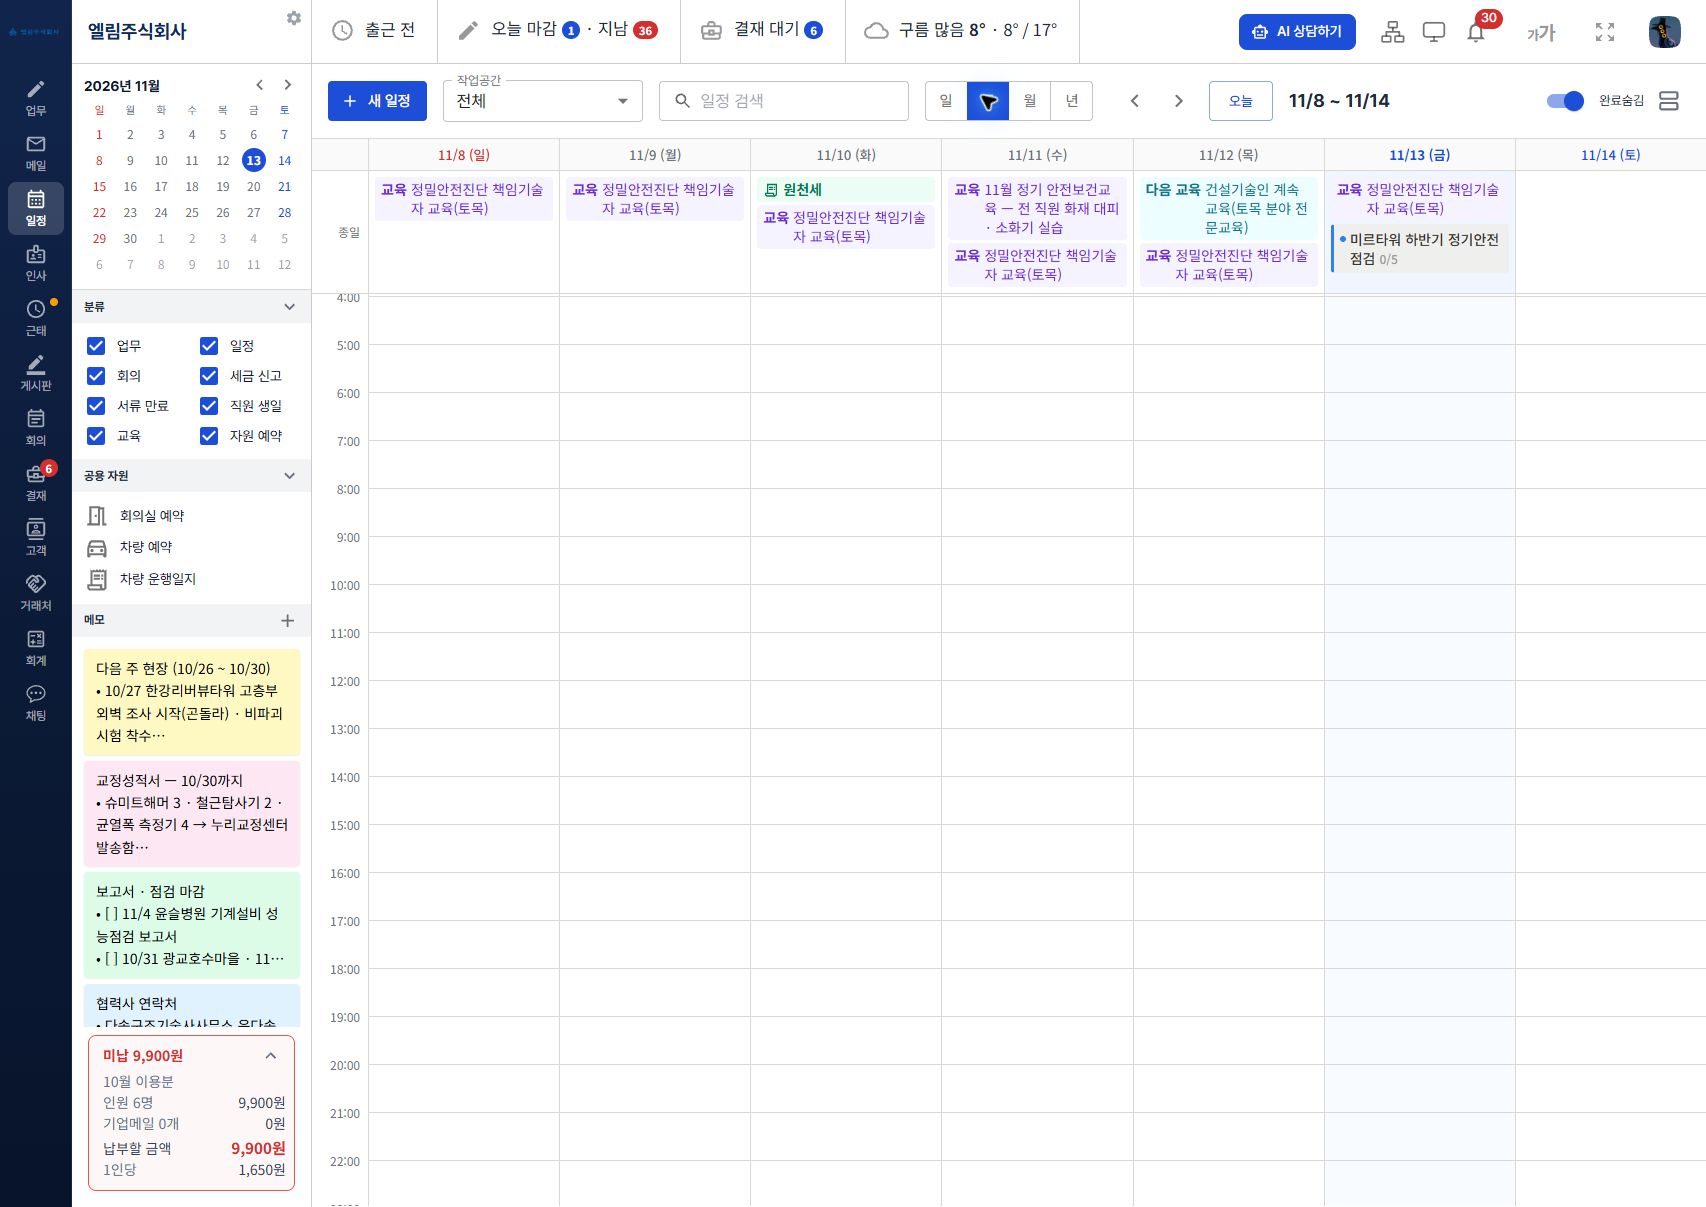 엘림주식회사
엘림주식회사
출근 전
오늘 마감 1 · 지남 36
결재 대기 6
구름 많음 8° · 8° / 17°
AI 상담하기
30
가가
업무
메일
일정
인사
근태
게시판
회의
6
결재
고객
거래처
회계
채팅
2026년 11월
일 월 화 수 목 금 토
1 2 3 4 5 6 7
8 9 10 11 12 13 14
15 16 17 18 19 20 21
22 23 24 25 26 27 28
29 30 1 2 3 4 5
6 7 8 9 10 11 12
분류
업무 일정
회의 세금 신고
서류 만료 직원 생일
교육 자원 예약
공용 자원
회의실 예약
차량 예약
차량 운행일지
메모
다음 주 현장 (10/26 ~ 10/30)
• 10/27 한강리버뷰타워 고층부
외벽 조사 시작(곤돌라) · 비파괴
시험 착수…
교정성적서 — 10/30까지
• 슈미트해머 3 · 철근탐사기 2 ·
균열폭 측정기 4 → 누리교정센터
발송함…
보고서 · 점검 마감
• [ ] 11/4 윤슬병원 기계설비 성
능점검 보고서
• [ ] 10/31 광교호수마을 · 11…
협력사 연락처
미납 9,900원
10월 이용분
인원 6명 9,900원
기업메일 0개 0원
납부할 금액 9,900원
1인당 1,650원
새 일정
작업공간
전체
일정 검색
일 월 년
오늘
11/8 ~ 11/14
완료숨김
11/8 (일) 11/9 (월) 11/10 (화) 11/11 (수) 11/12 (목) 11/13 (금) 11/14 (토)
종일
교육 정밀안전진단 책임기술
자 교육(토목)
교육 정밀안전진단 책임기술
자 교육(토목)
원천세
교육 정밀안전진단 책임기술
자 교육(토목)
교육 11월 정기 안전보건교
육 — 전 직원 화재 대피
· 소화기 실습
교육 정밀안전진단 책임기술
자 교육(토목)
다음 교육 건설기술인 계속
교육(토목 분야 전
문교육)
교육 정밀안전진단 책임기술
자 교육(토목)
교육 정밀안전진단 책임기술
자 교육(토목)
미르타워 하반기 정기안전
점검 0/5
4:00
5:00
6:00
7:00
8:00
9:00
10:00
11:00
12:00
13:00
14:00
15:00
16:00
17:00
18:00
19:00
20:00
21:00
22:00